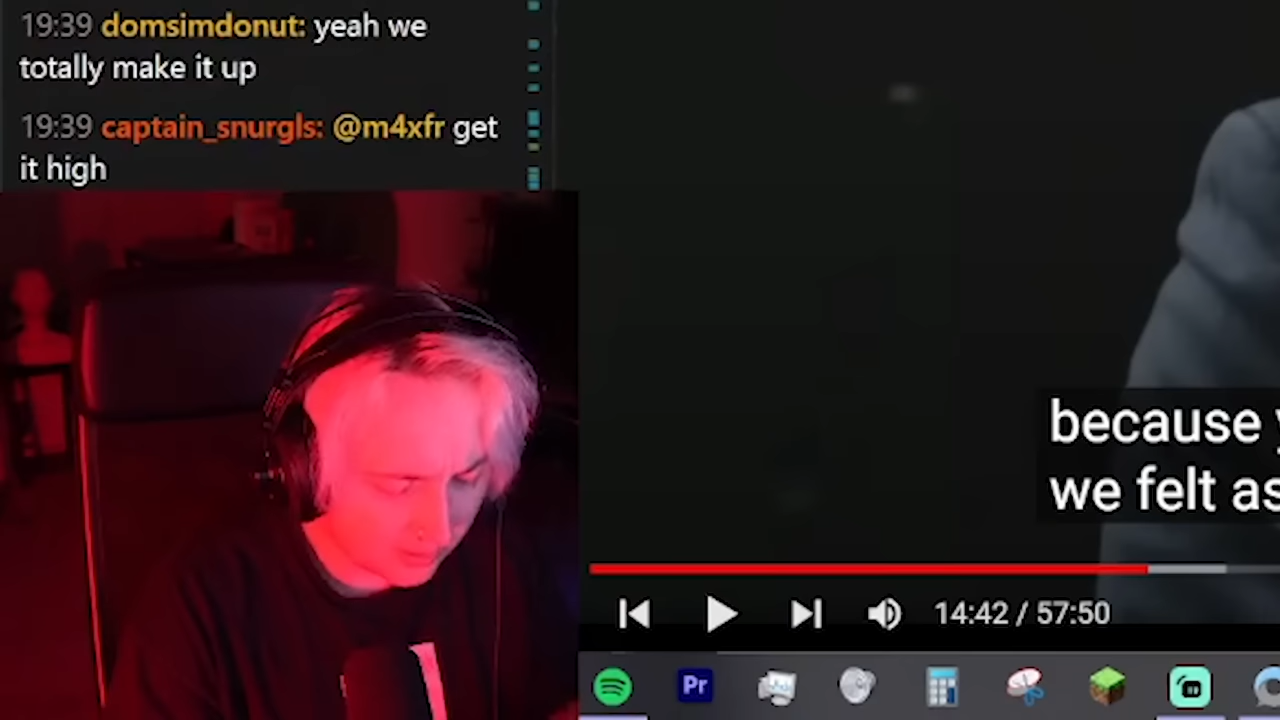 19:39 domsimdonut: yeah we
totally make it up
19:39 captain_snurgls: @m4xfr get
it high
because
we felt as
14:42 / 57:50
Pr